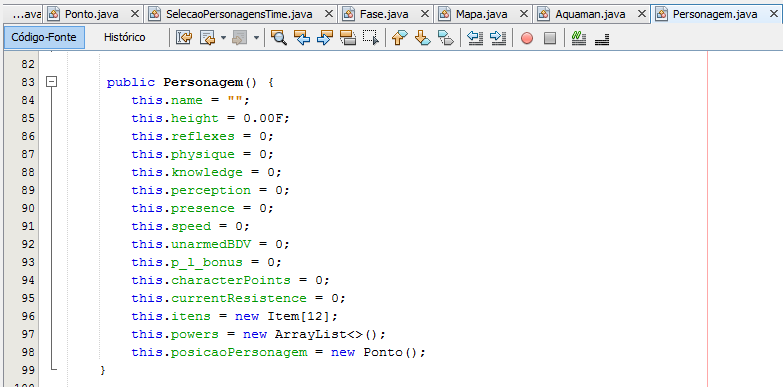 ...ava Ponto.java SelecaoPersonagensTime.java Fase.java Mapa.java Aquaman.java Personagem.java
Código-Fonte Histórico
82
83 public Personagem() {
84 this.name = "";
85 this.height = 0.00F;
86 this.reflexes = 0;
87 this.physique = 0;
88 this.knowledge = 0;
89 this.perception = 0;
90 this.presence = 0;
91 this.speed = 0;
92 this.unarmedBDV = 0;
93 this.p_l_bonus = 0;
94 this.characterPoints = 0;
95 this.currentResistence = 0;
96 this.itens = new Item[12];
97 this.powers = new ArrayList<>();
98 this.posicaoPersonagem = new Ponto();
99 }